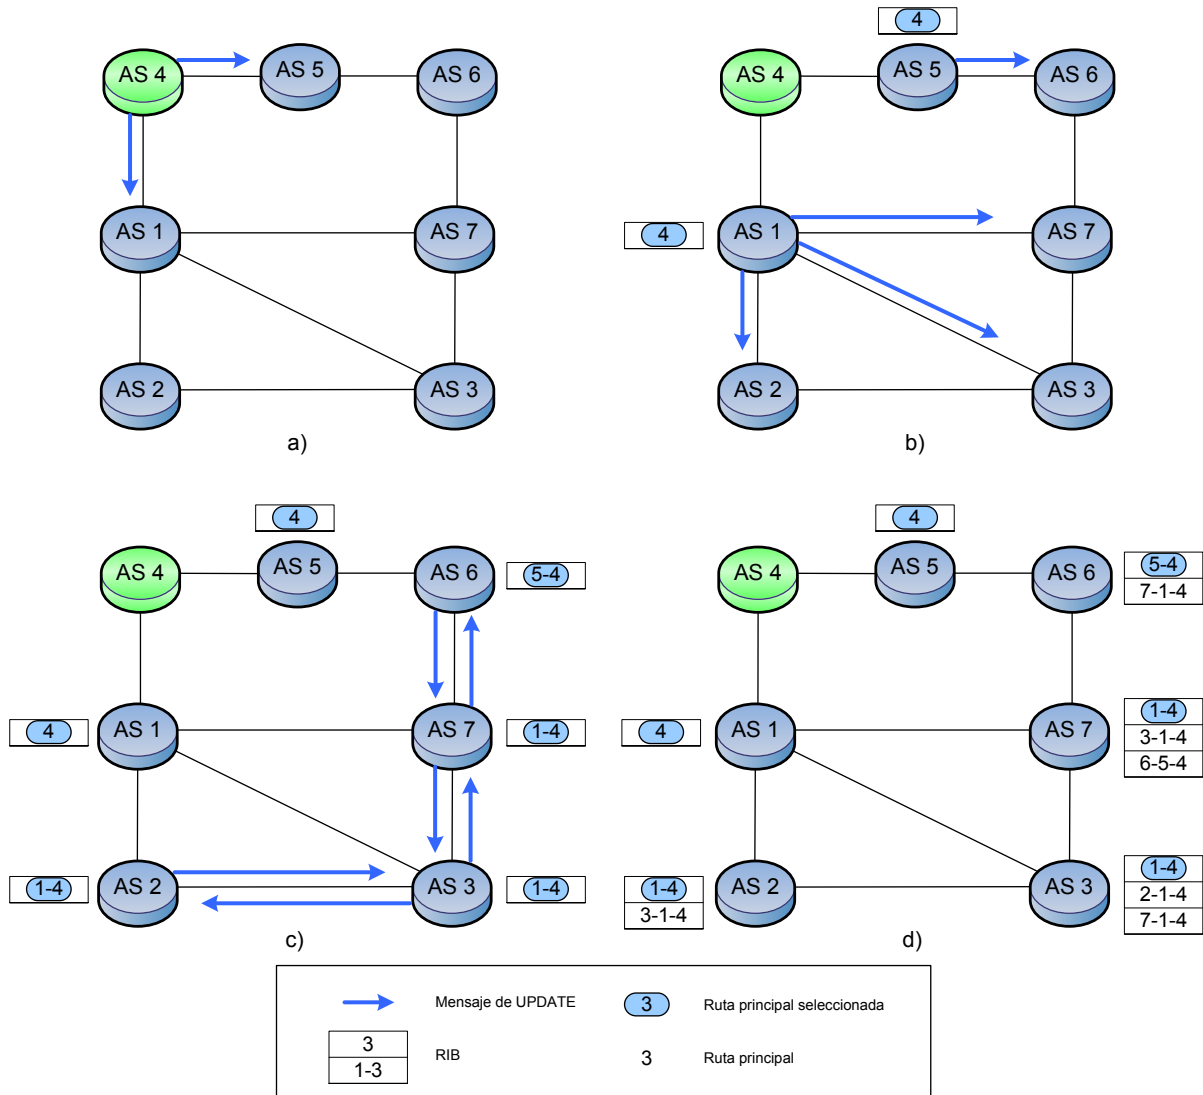 4
AS 4
AS 5
AS 6
AS 4
AS 5
AS 6
AS 1
AS 7
4
AS 1
AS 7
AS 2
AS 3
AS 2
AS 3
a)
b)
4
4
AS 4
AS 5
AS 6
5-4
AS 4
AS 5
AS 6
5-4
7-1-4
4
AS 1
AS 7
1-4
4
AS 1
AS 7
1-4
3-1-4
6-5-4
1-4
AS 2
AS 3
1-4
1-4
3-1-4
AS 2
AS 3
1-4
2-1-4
7-1-4
c)
d)
Mensaje de UPDATE
3
Ruta principal seleccionada
3
1-3
RIB
3
Ruta principal